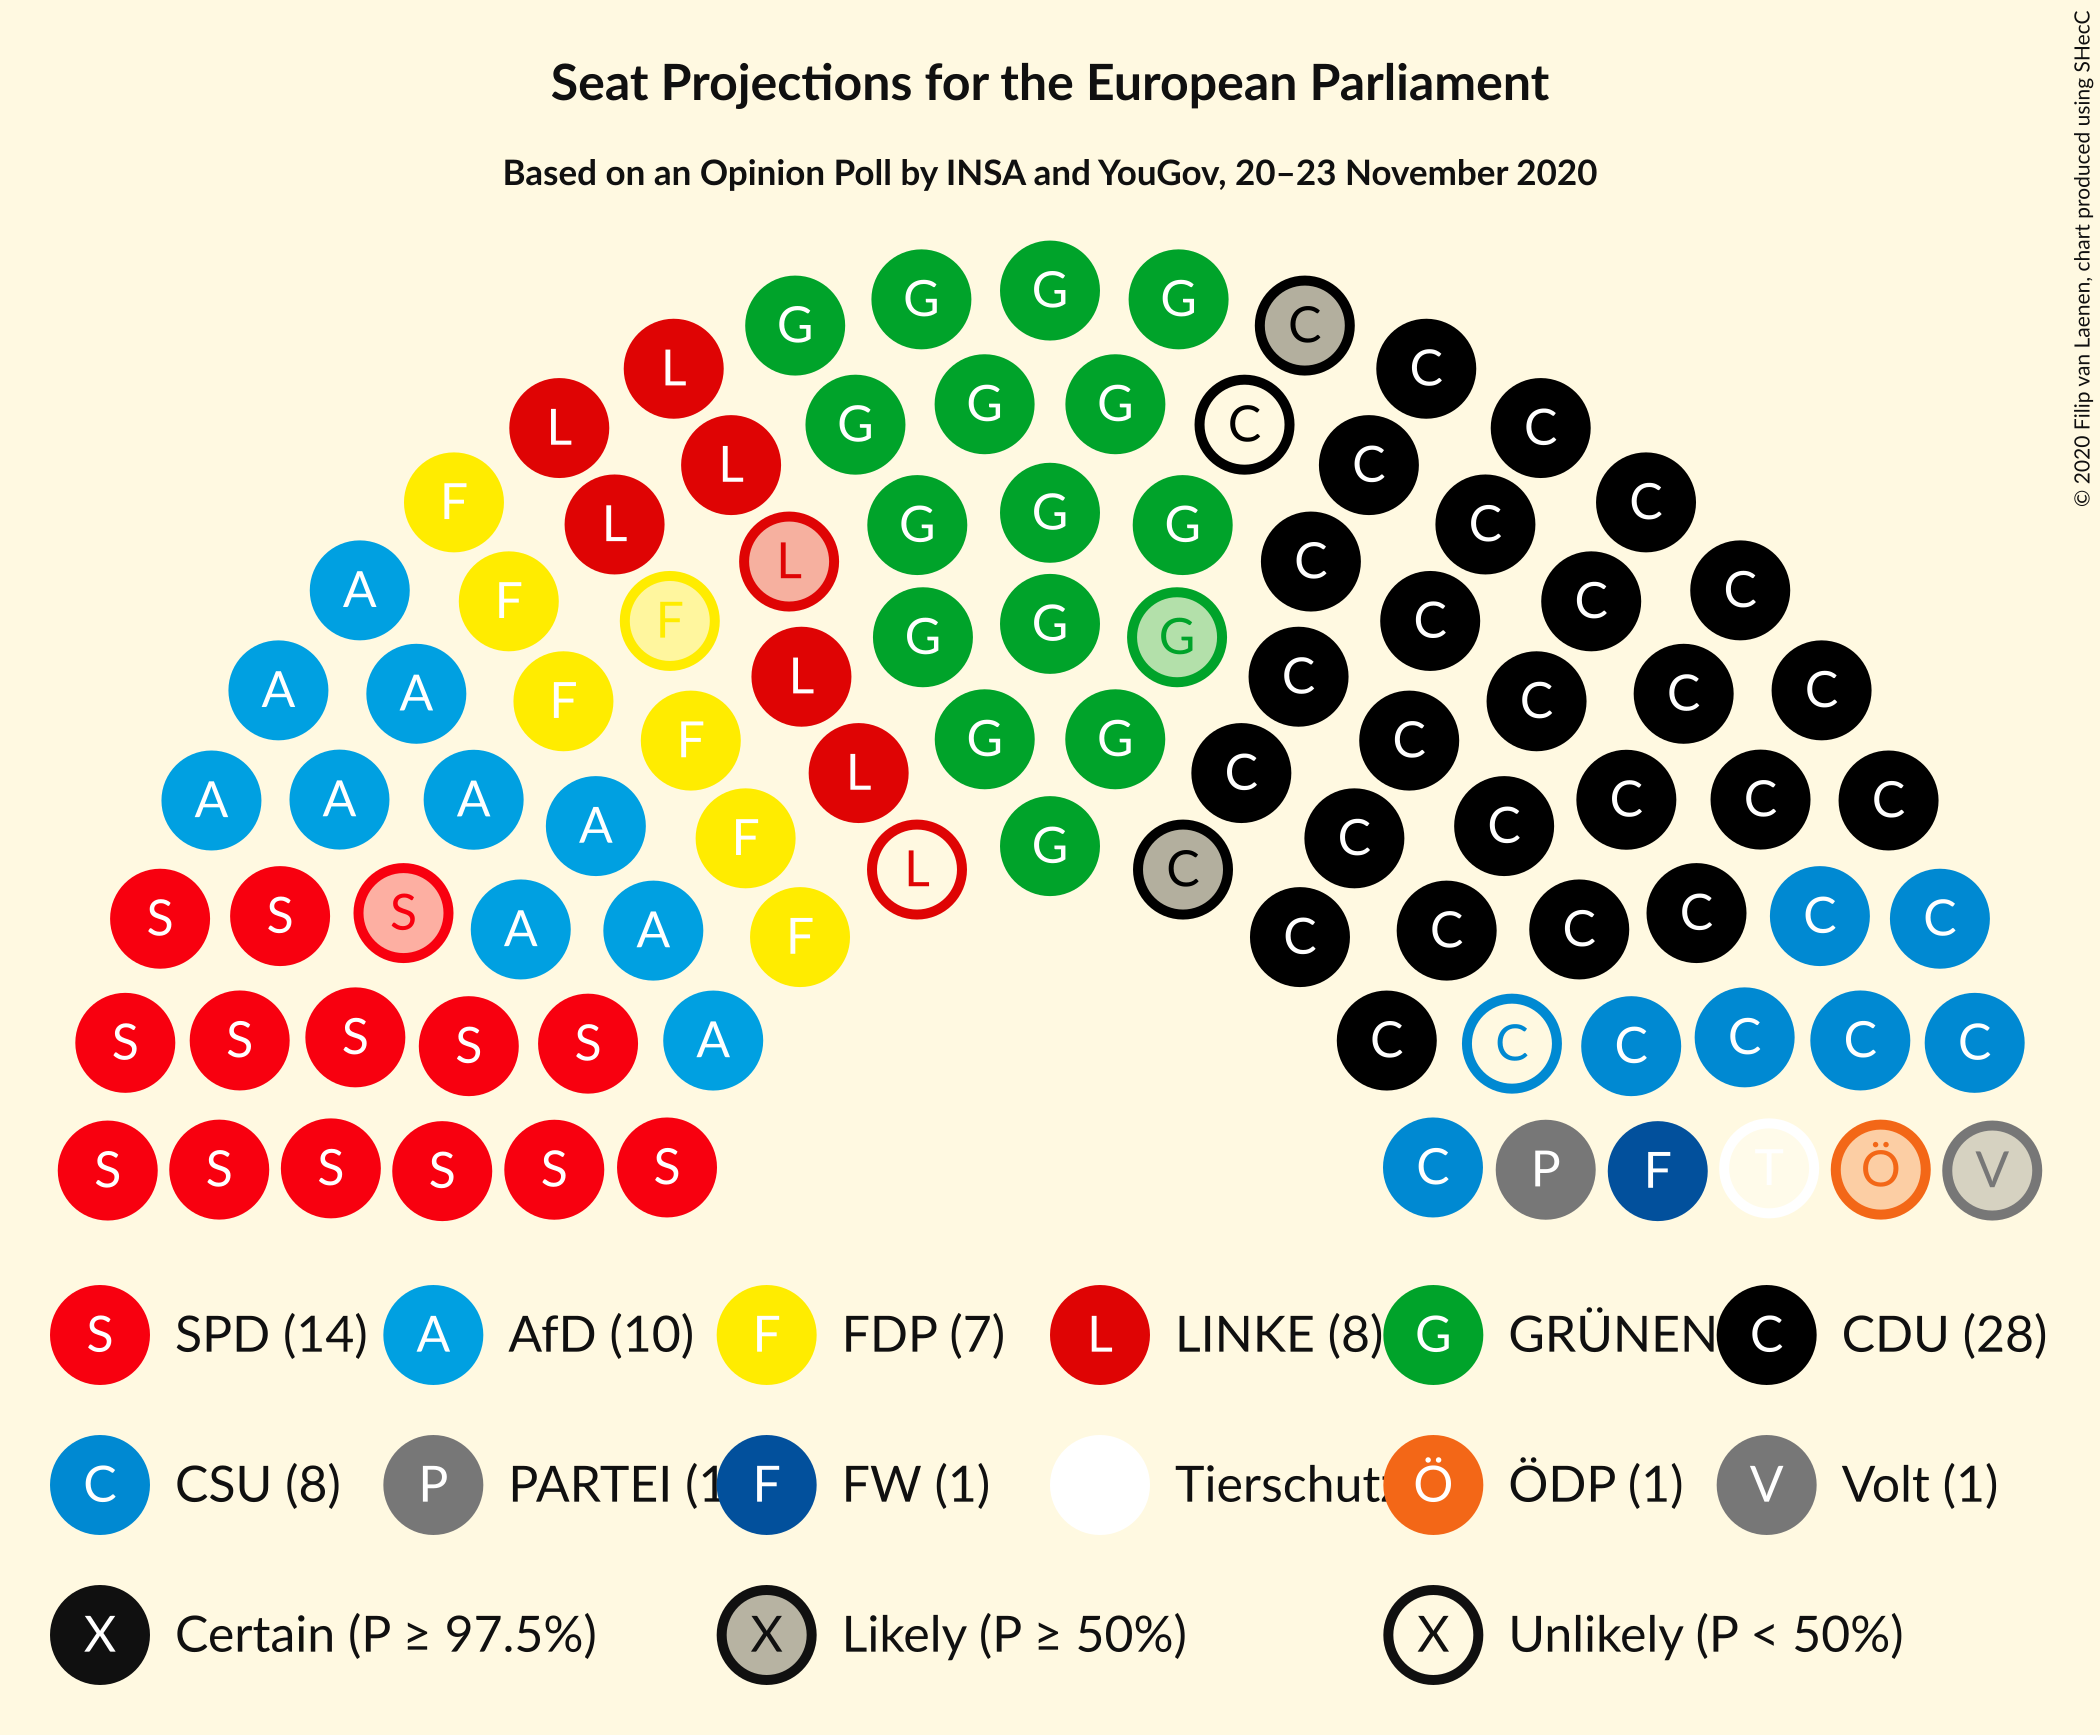 Seat Projections for the European Parliament
Based on an Opinion Poll by INSA and YouGov, 20–23 November 2020
© 2020 Filip van Laenen, chart produced using SHecC
G G G G C
L G G G C C
L L C C
F L G G G C C
A F F L G G G C C C C
A A F F L G G C C C C C
A A A A F L L G C C C C C C
S S S A A F C C C C C C
S S S S S A C C C C C C
S S S S S S C P F T Ö V
S SPD (14) A AfD (10) F FDP (7) L LINKE (8) G GRÜNEN C CDU (28)
C CSU (8) P PARTEI (1 F FW (1) Tierschutz Ö ÖDP (1) V Volt (1)
X Certain (P ≥ 97.5%) X Likely (P ≥ 50%) X Unlikely (P < 50%)